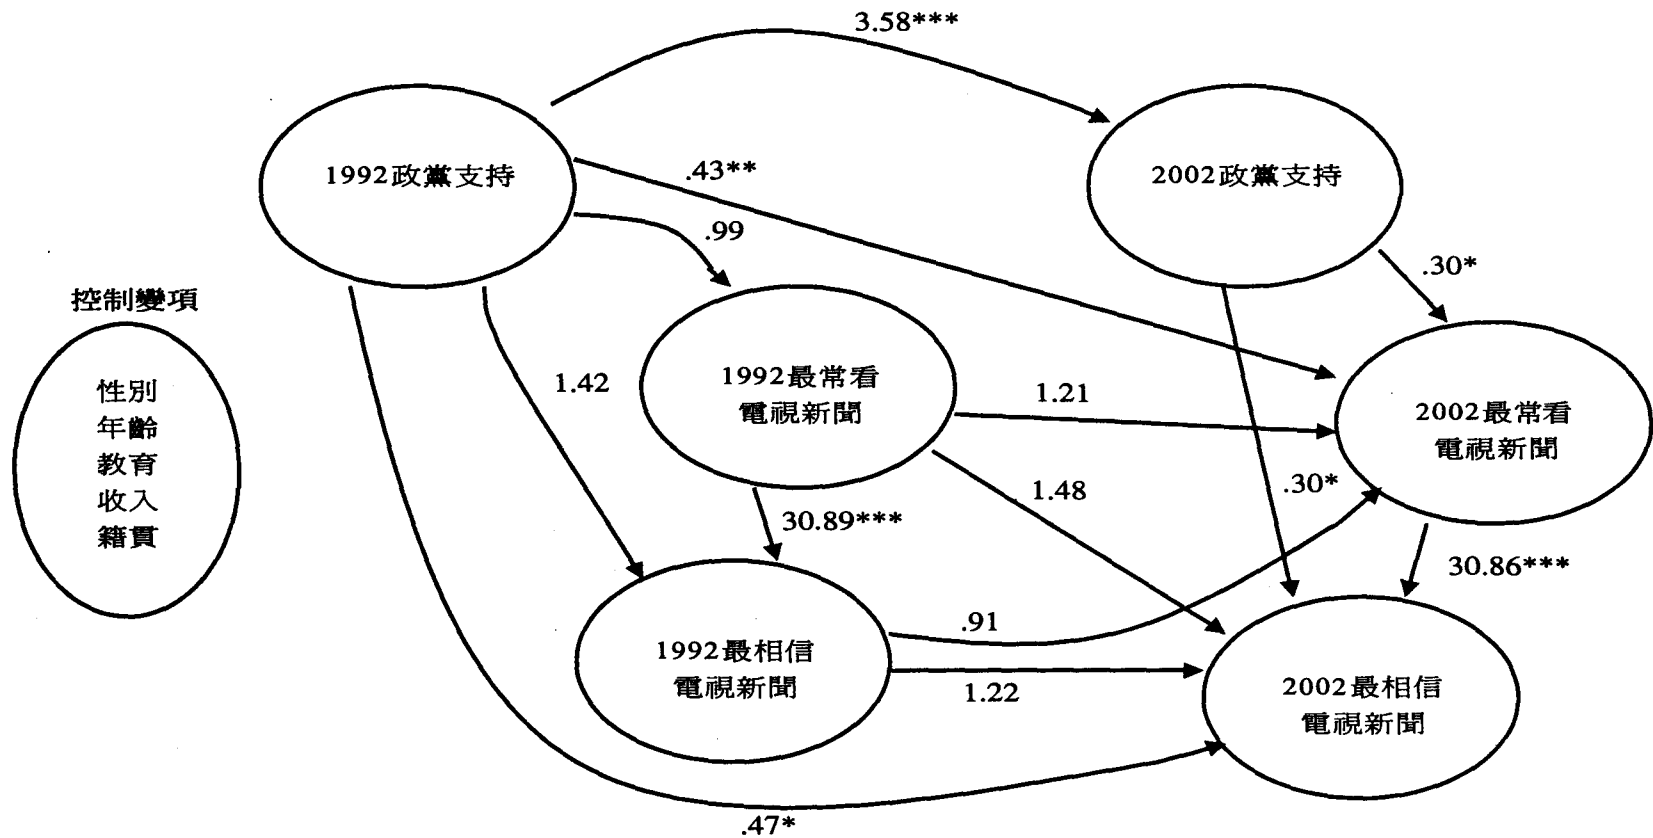 3.58***
1992政黨支持
2002政黨支持
.43**
.99
.30*
控制變項
性別
年齡
教育
收入
籍貫
1.42
1992最常看
電視新聞
1.21
2002最常看
電視新聞
1.48
.30*
30.89***
30.86***
.91
1992最相信
電視新聞
1.22
2002最相信
電視新聞
.47*